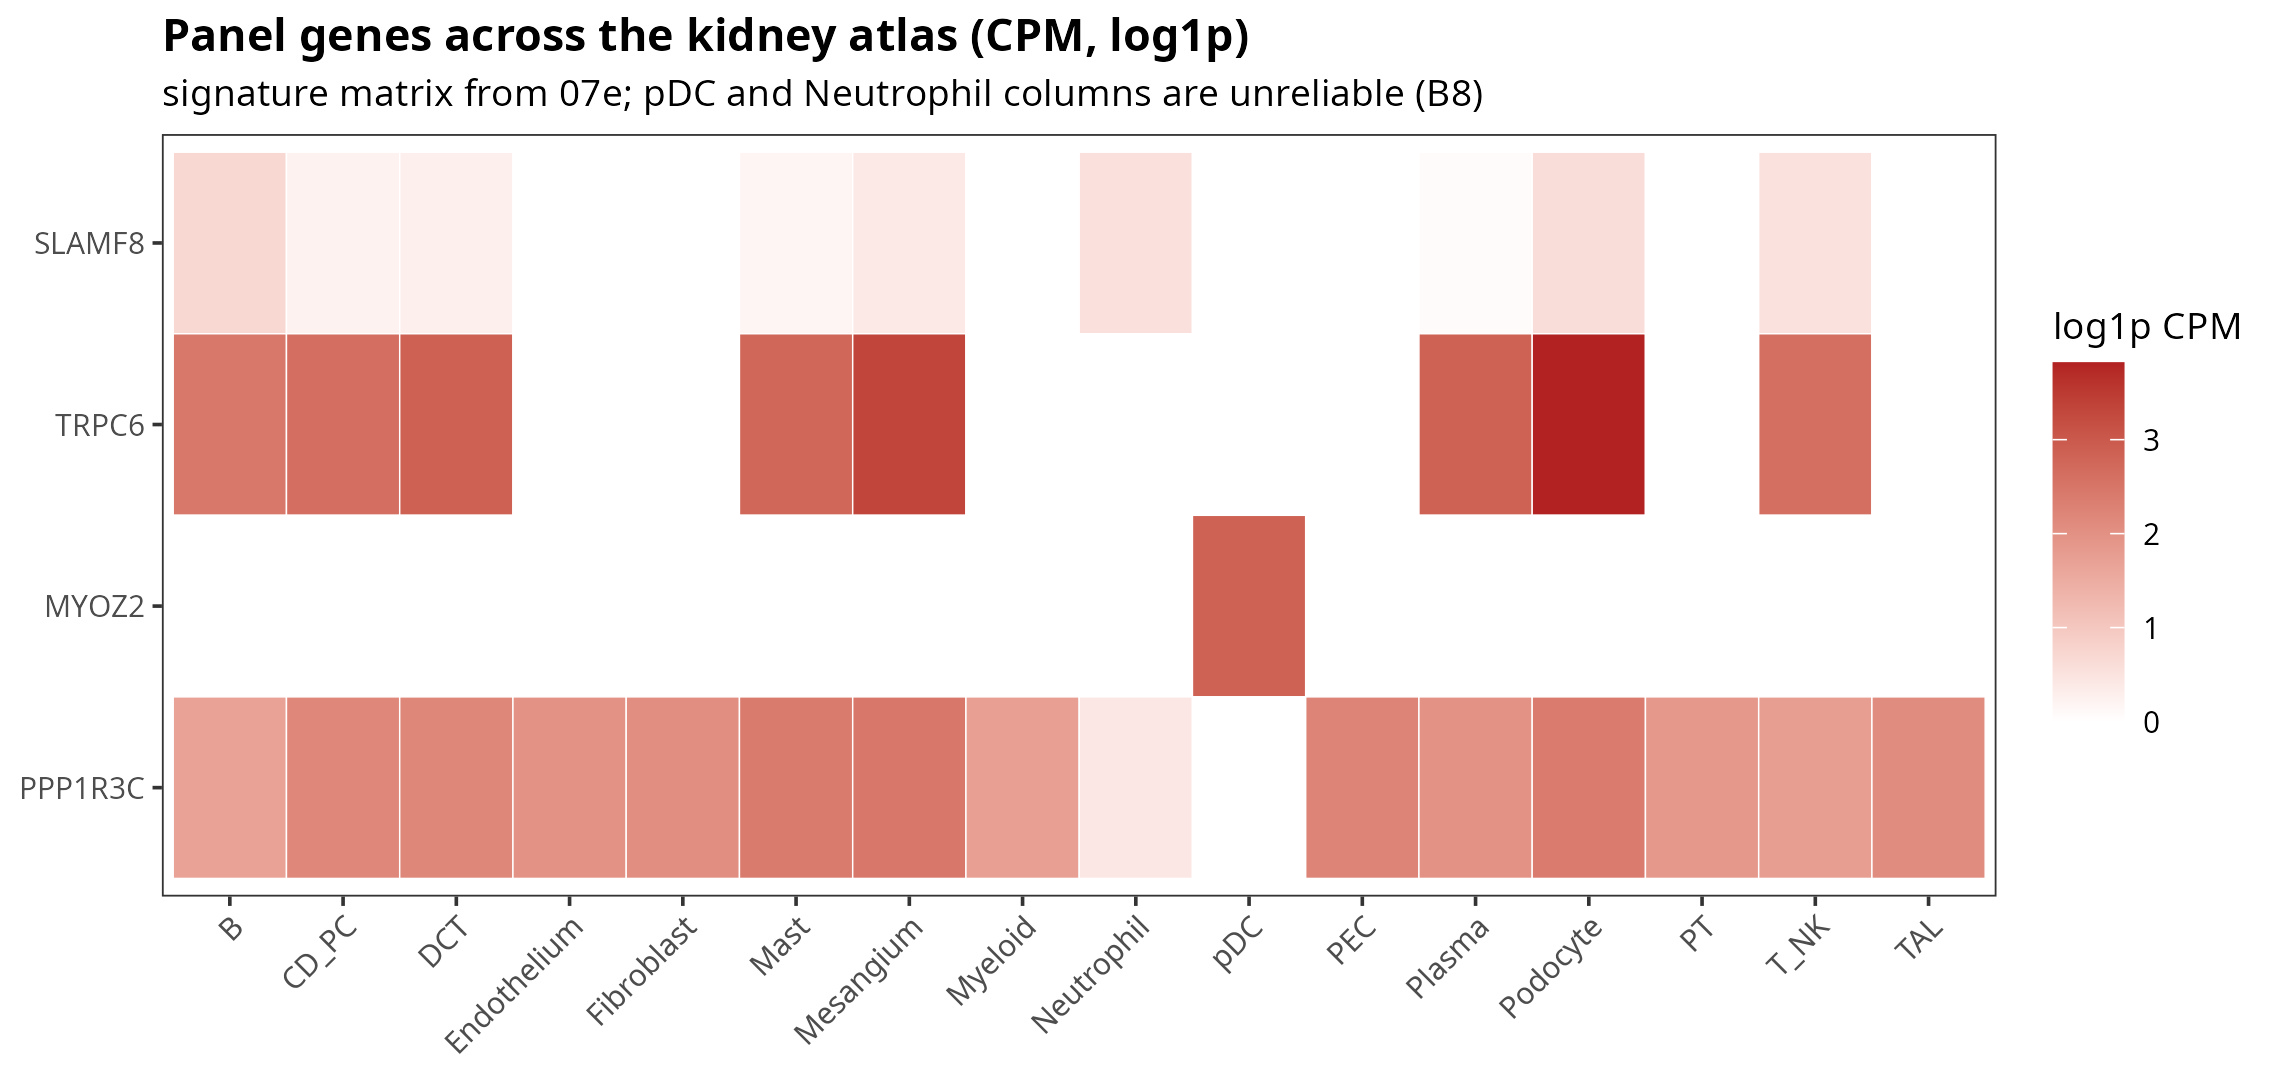 Panel genes across the kidney atlas (CPM, log1p)
signature matrix from 07e; pDC and Neutrophil columns are unreliable (B8)
SLAMF8
TRPC6
MYOZ2
PPP1R3C
B
CD_PC
DCT
Endothelium
Fibroblast
Mast
Mesangium
Myeloid
Neutrophil
pDC
PEC
Plasma
Podocyte
PT
T_NK
TAL
log1p CPM
3
2
1
0